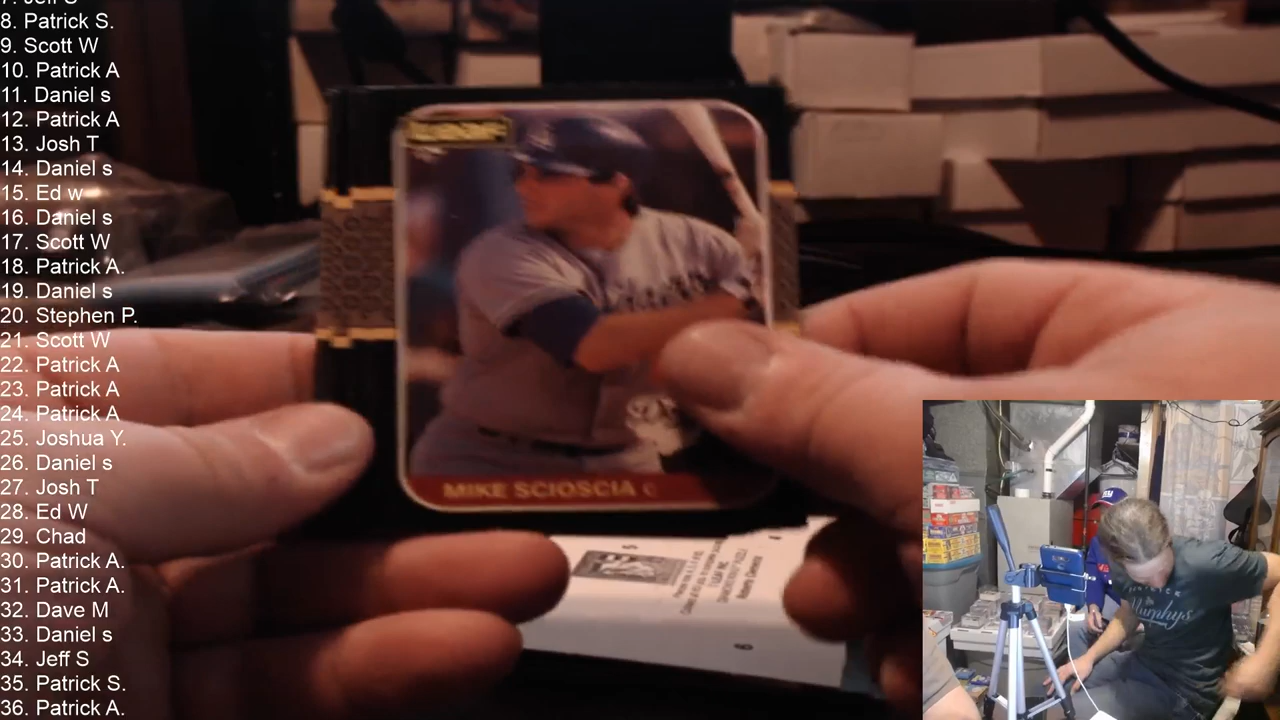 7. Jeff S
8. Patrick S.
9. Scott W
10. Patrick A
11. Daniel s
12. Patrick A
13. Josh T
14. Daniel s
15. Ed w
16. Daniel s
17. Scott W
18. Patrick A.
19. Daniel s
20. Stephen P.
21. Scott W
22. Patrick A
23. Patrick A
24. Patrick A
25. Joshua Y.
26. Daniel s
27. Josh T
28. Ed W
29. Chad
30. Patrick A.
31. Patrick A.
32. Dave M
33. Daniel s
34. Jeff S
35. Patrick S.
36. Patrick A.
MIKE SCIOSCIA C
Murphys